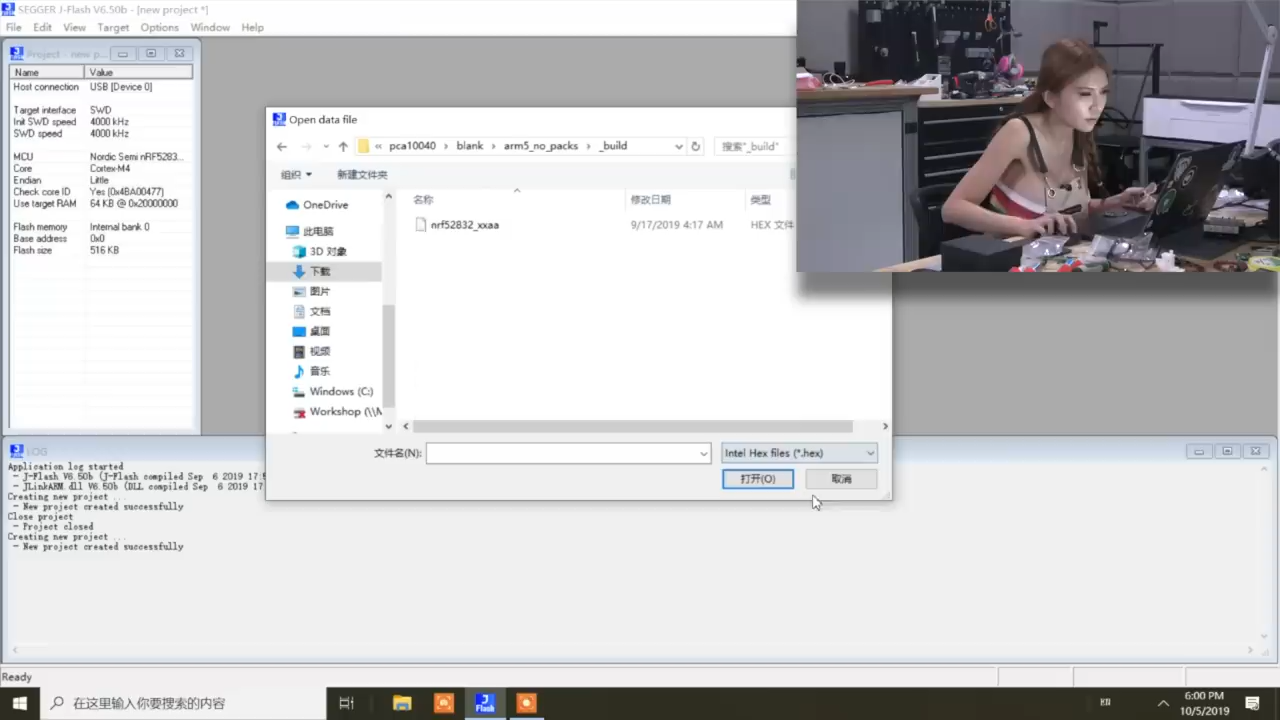 SEGGER J-Flash V6.50b - [new project *]
File Edit View Target Options Window Help
Project - new p...
Name Value
Host connection USB [Device 0]
Target interface SWD
Init SWD speed 4000 kHz
SWD speed 4000 kHz
MCU Nordic Semi nRF5283...
Core Cortex-M4
Endian Little
Check core ID Yes (0x4BA00477)
Use target RAM 64 KB @ 0x20000000
Flash memory Internal bank 0
Base address 0x0
Flash size 516 KB
Open data file
« pca10040 › blank › arm5_no_packs › _build
搜索"_build"
组织 新建文件夹
名称 修改日期 类型
OneDrive
此电脑
3D 对象
下载
图片
文档
桌面
视频
音乐
Windows (C:)
Workshop (\\M
nrf52832_xxaa 9/17/2019 4:17 AM HEX 文件
文件名(N):
Intel Hex files (*.hex)
打开(O) 取消
LOG
Application log started
- J-Flash V6.50b (J-Flash compiled Sep 6 2019 17:5
- JLinkARM.dll V6.50b (DLL compiled Sep 6 2019 17
Creating new project ...
- New project created successfully
Close project
- Project closed
Creating new project ...
- New project created successfully
Ready
在这里输入你要搜索的内容
J Flash
6:00 PM
10/5/2019